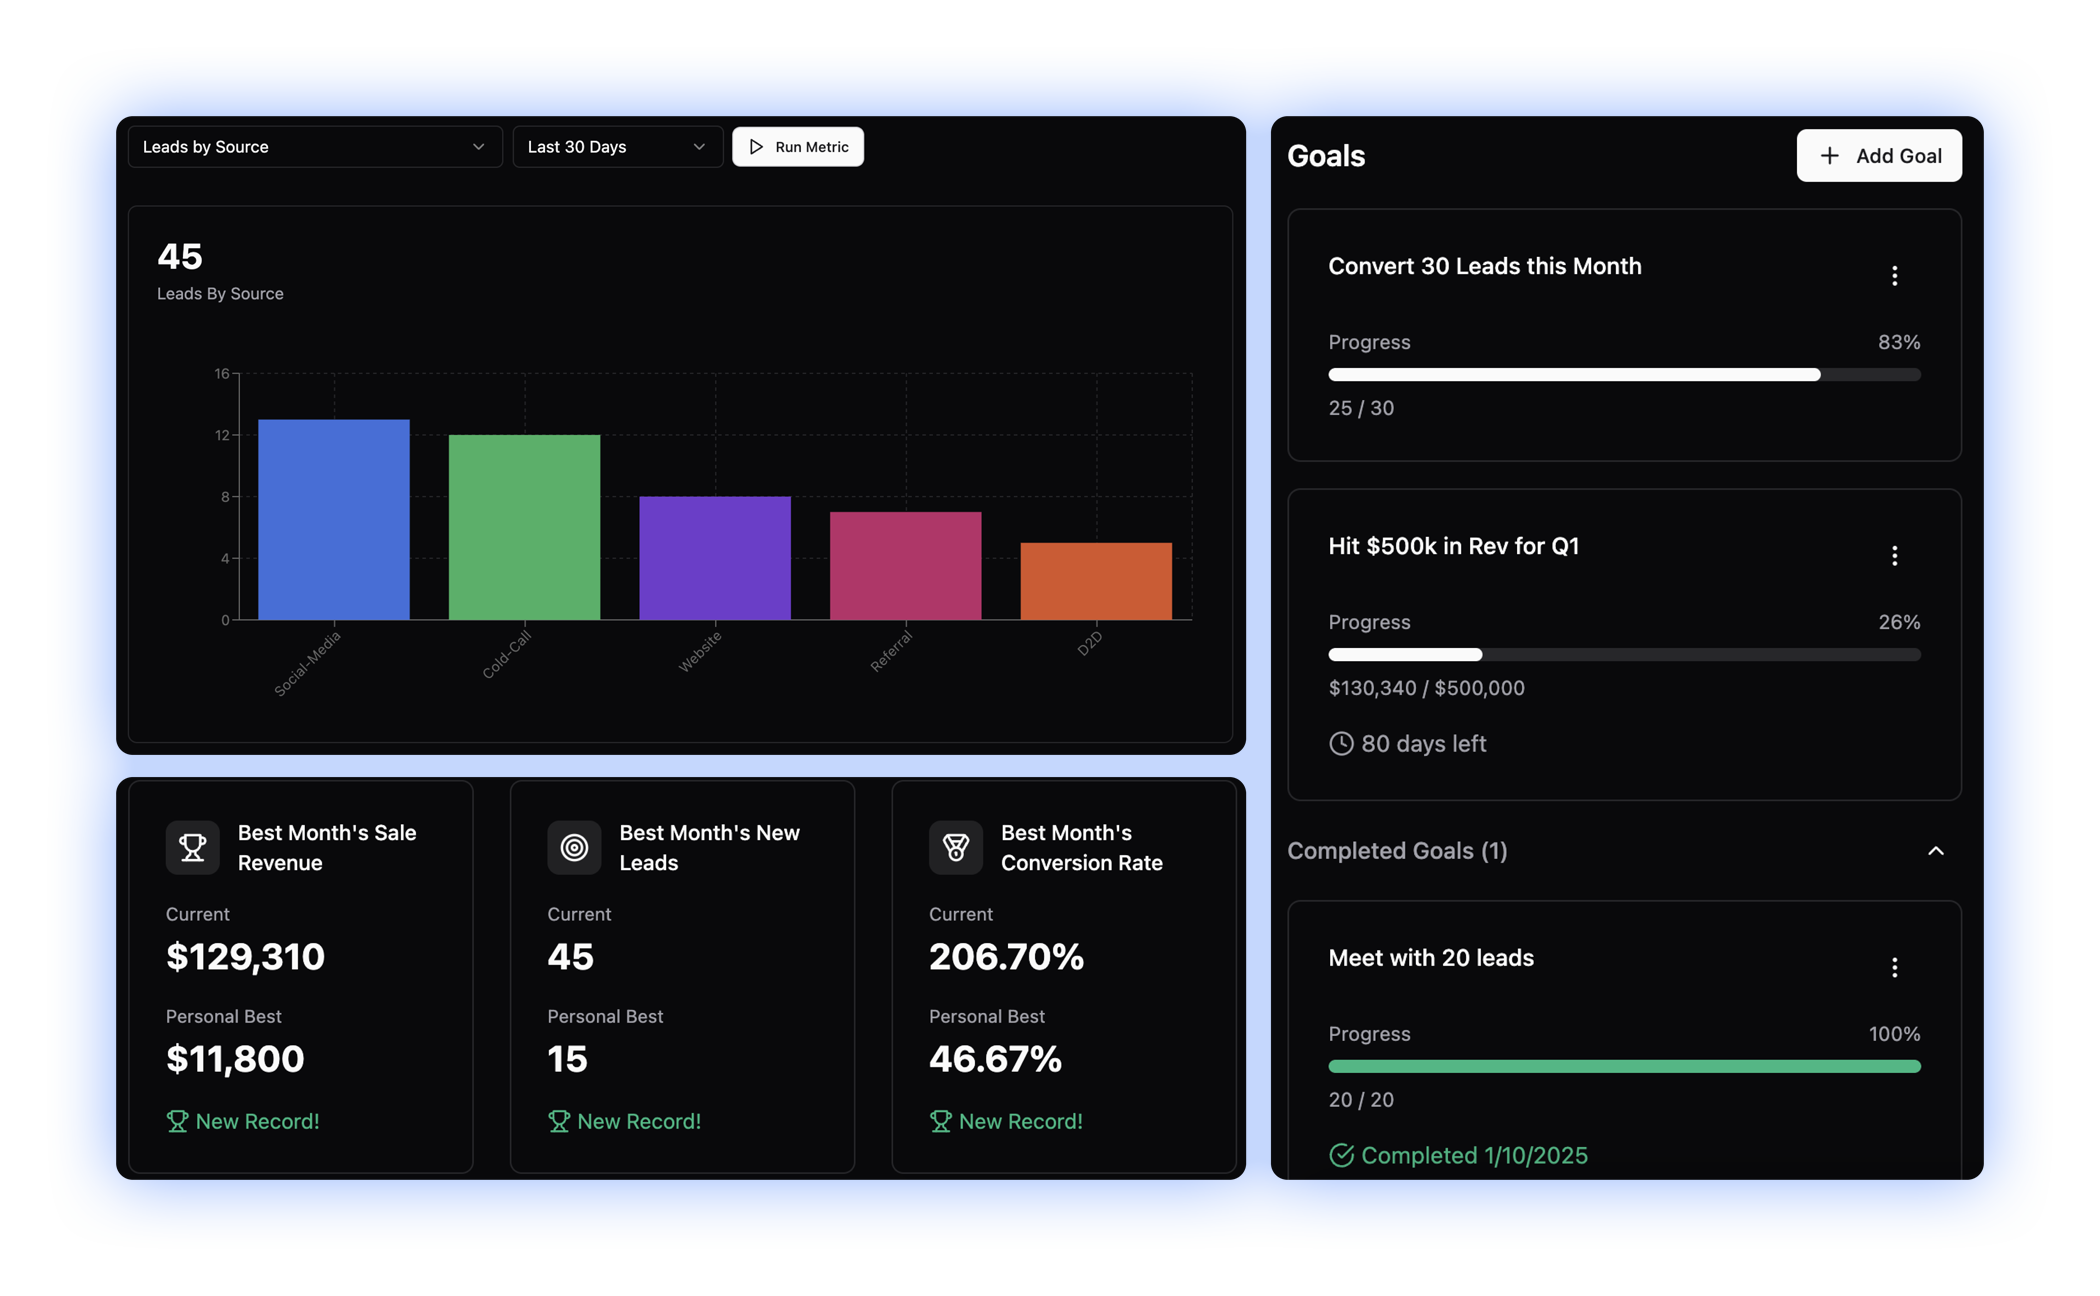 Leads by Source
Last 30 Days
Run Metric
45
Leads By Source
16
12
8
4
0
Social-Media
Cold-Call
Website
Referral
D2D
Best Month's Sale
Revenue
Current
$129,310
Personal Best
$11,800
New Record!
Best Month's New
Leads
Current
45
Personal Best
15
New Record!
Best Month's
Conversion Rate
Current
206.70%
Personal Best
46.67%
New Record!
Goals
Add Goal
Convert 30 Leads this Month
Progress
83%
25 / 30
Hit $500k in Rev for Q1
Progress
26%
$130,340 / $500,000
80 days left
Completed Goals (1)
Meet with 20 leads
Progress
100%
20 / 20
Completed 1/10/2025